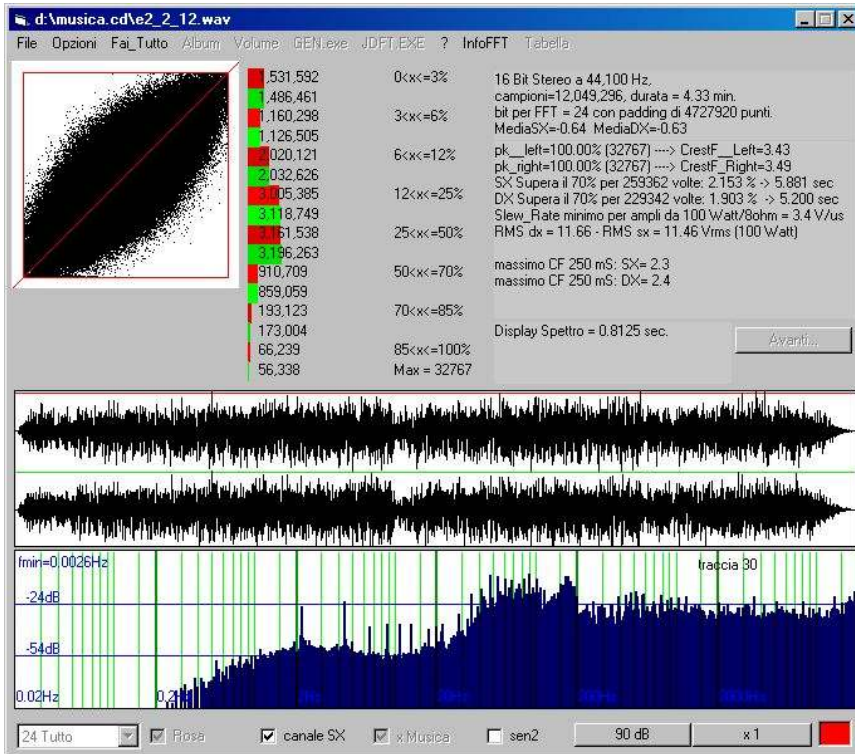 d:\musica.cd\e2_2_12.wav
File Opzioni Fai_Tutto Album Volume GEN.exe JDFT.EXE ? InfoFFT Tabella
1,531,592 0<x<=3%
1,486,461
1,160,298 3<x<=6%
1,126,505
2,020,121 6<x<=12%
2,032,626
3,005,385 12<x<=25%
3,118,749
3,161,538 25<x<=50%
3,196,263
910,709 50<x<=70%
859,059
193,123 70<x<=85%
173,004
66,239 85<x<=100%
56,338 Max = 32767
16 Bit Stereo a 44,100 Hz,
campioni=12,049,296, durata = 4.33 min.
bit per FFT = 24 con padding di 4727920 punti.
MediaSX=-0.64 MediaDX=-0.63
pk__left=100.00% (32767) ----> CrestF__Left=3.43
pk_right=100.00% (32767) ----> CrestF_Right=3.49
SX Supera il 70% per 259362 volte: 2.153 % -> 5.881 sec
DX Supera il 70% per 229342 volte: 1.903 % -> 5.200 sec
Slew_Rate minimo per ampli da 100 Watt/8ohm = 3.4 V/us
RMS dx = 11.66 - RMS sx = 11.46 Vrms (100 Watt)
massimo CF 250 mS: SX= 2.3
massimo CF 250 mS: DX= 2.4
Display Spettro = 0.8125 sec.
Avanti...
fmin=0.0026Hz
traccia 30
-24dB
-54dB
0.02Hz 0,2Hz 2Hz 20Hz 200Hz 2000Hz
24 Tutto Rosa canale SX x Musica sen2 90 dB x 1